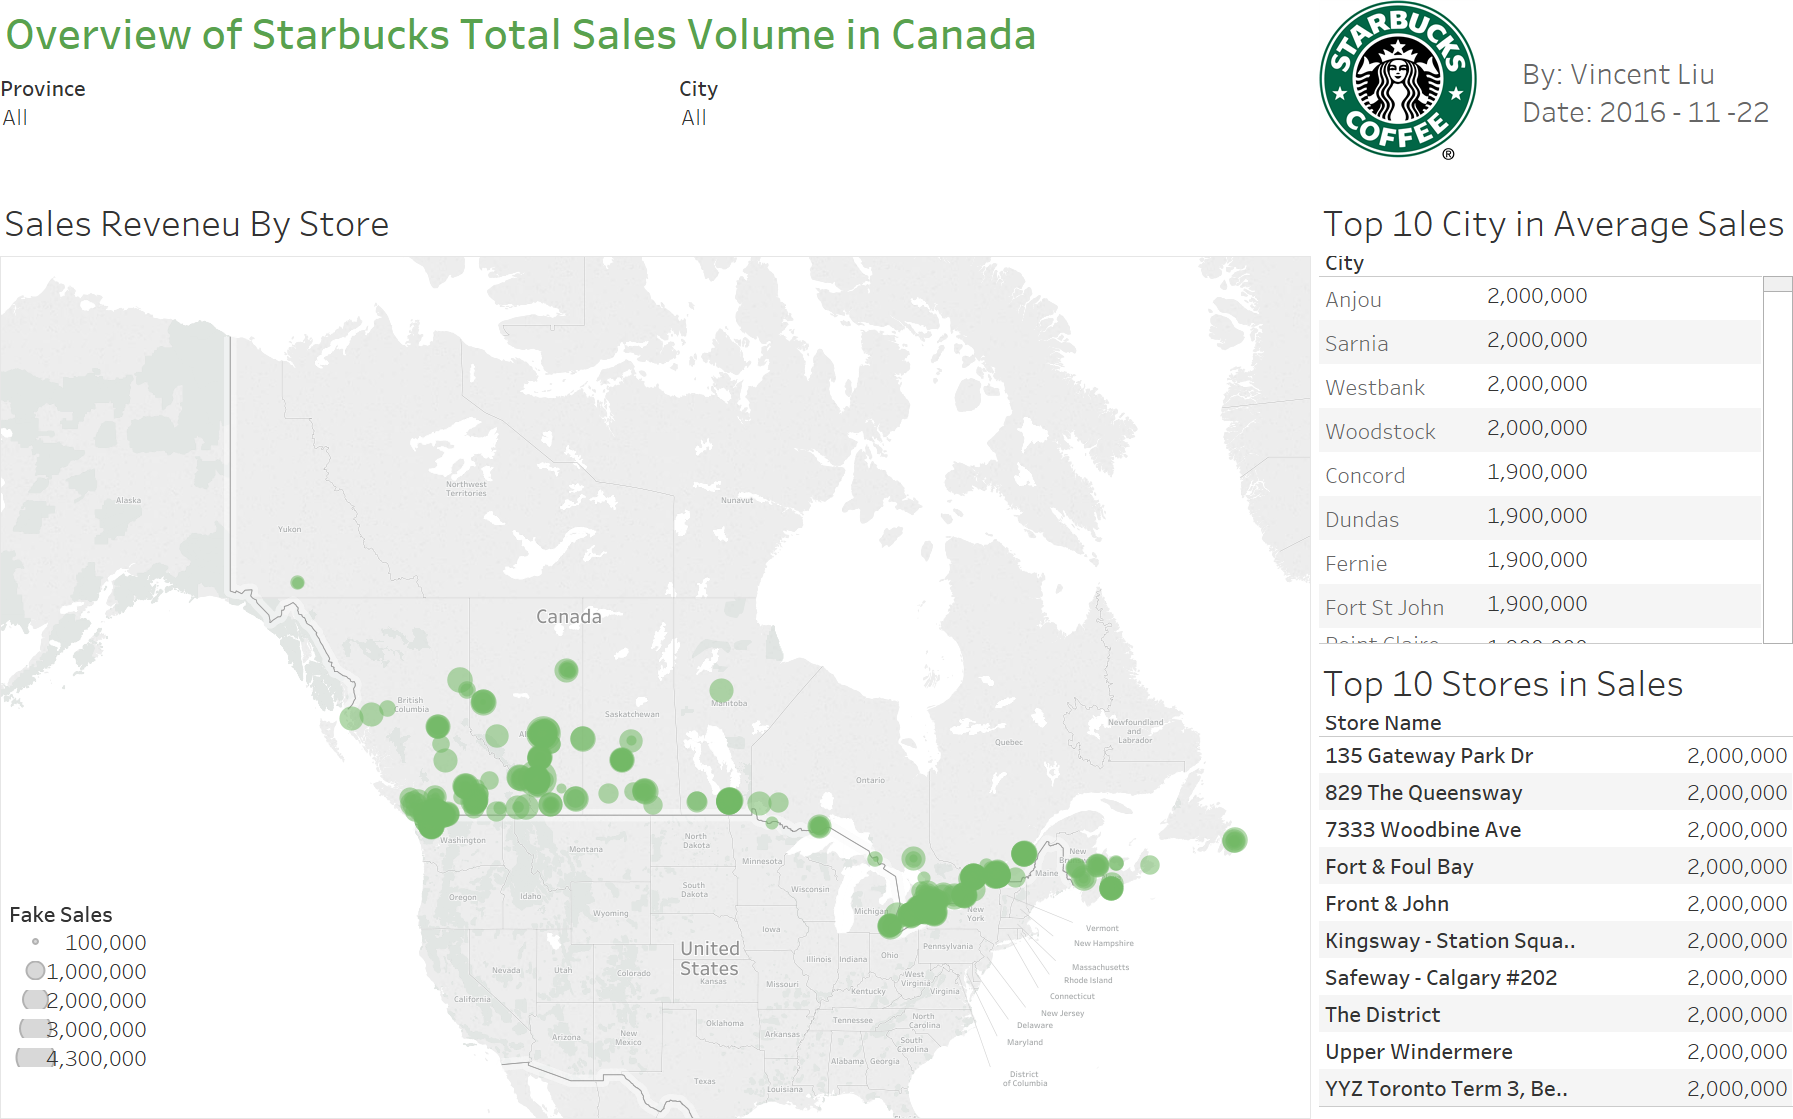 Overview of Starbucks Total Sales Volume in Canada
Province
All
City
All
STARBUCKS
COFFEE
®
By: Vincent Liu
Date: 2016 - 11 -22
Sales Reveneu By Store
Alaska
Yukon
Northwest
Territories
Nunavut
Canada
British
Columbia
Saskatchewan
Manitoba
Ontario
Quebec
Newfoundland
and
Labrador
New
Washington
Montana
North
Dakota
Minnesota
Oregon
Idaho
Wyoming
South
Dakota
Wisconsin
Michigan
New
York
Maine
Iowa
Pennsylvania
Vermont
New Hampshire
Massachusetts
Rhode Island
Connecticut
New Jersey
Delaware
Maryland
District
of Columbia
Nevada
Utah
Colorado
United
States
Kansas
Missouri
Illinois
Indiana
Ohio
West
Virginia
Virginia
Kentucky
California
Arizona
New
Mexico
Oklahoma
Arkansas
Tennessee
North
Carolina
South
Carolina
Texas
Louisiana
Alabama
Georgia
Fake Sales
100,000
1,000,000
2,000,000
3,000,000
4,300,000
Top 10 City in Average Sales
City
Anjou 2,000,000
Sarnia 2,000,000
Westbank 2,000,000
Woodstock 2,000,000
Concord 1,900,000
Dundas 1,900,000
Fernie 1,900,000
Fort St John 1,900,000
Top 10 Stores in Sales
Store Name
135 Gateway Park Dr 2,000,000
829 The Queensway 2,000,000
7333 Woodbine Ave 2,000,000
Fort & Foul Bay 2,000,000
Front & John 2,000,000
Kingsway - Station Squa.. 2,000,000
Safeway - Calgary #202 2,000,000
The District 2,000,000
Upper Windermere 2,000,000
YYZ Toronto Term 3, Be.. 2,000,000